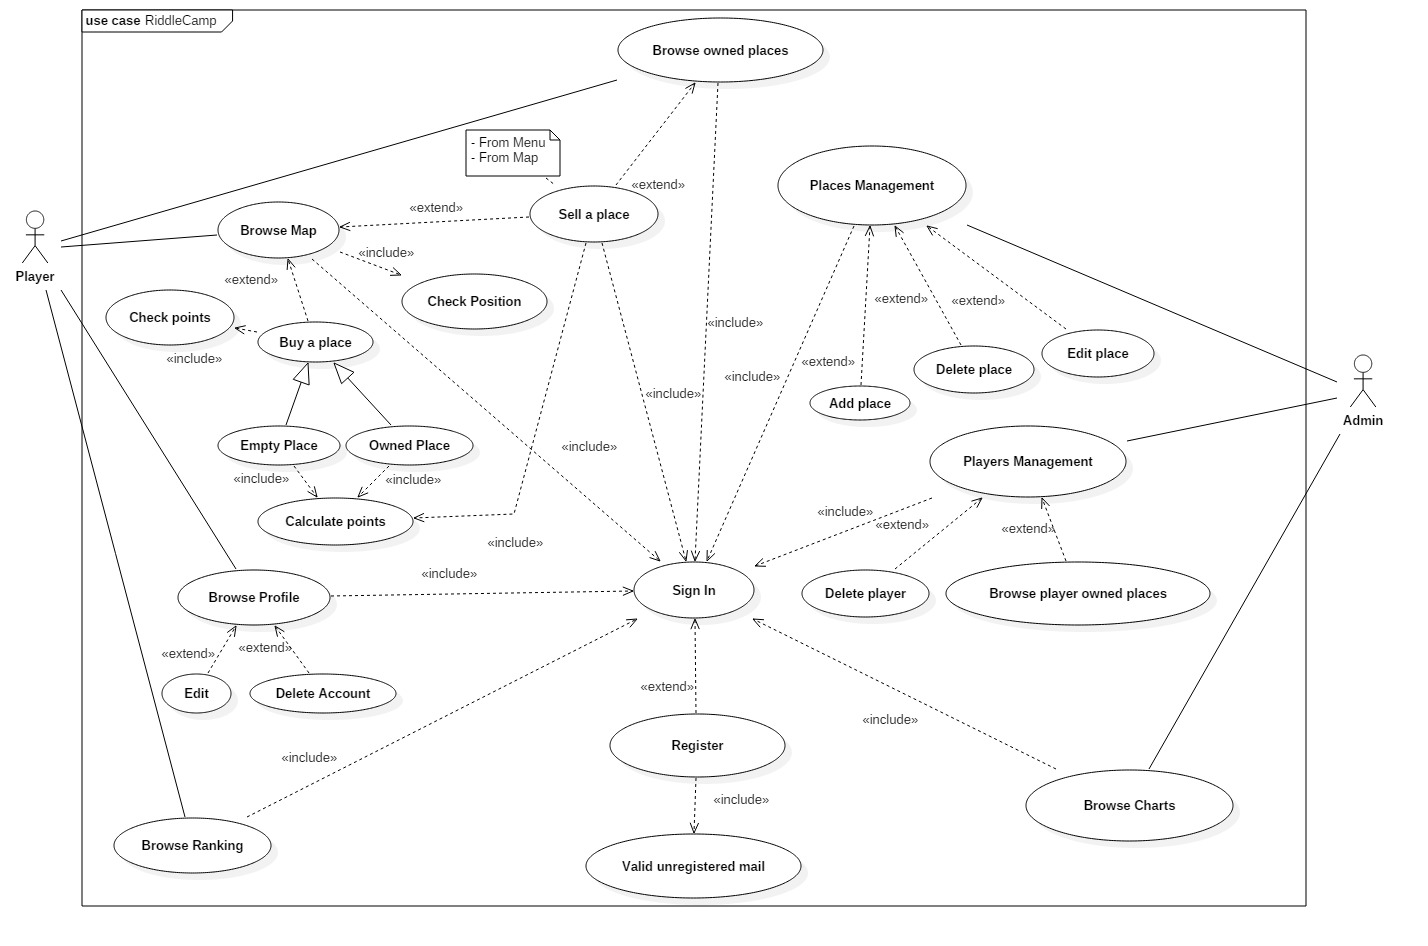 use case RiddleCamp
Browse owned places
- From Menu
- From Map
Places Management
«extend»
Sell a place
«extend»
Browse Map
«include»
Player
«extend»
Check Position
«extend»
«extend»
Check points
«include»
Buy a place
«include»
Edit place
«extend»
Delete place
«include»
«include»
Add place
Admin
Empty Place
Owned Place
«include»
Players Management
«include»
«include»
«include»
«extend»
«extend»
Calculate points
«include»
«include»
Sign In
Delete player
Browse player owned places
Browse Profile
«extend»
«extend»
«extend»
Edit
Delete Account
«include»
Register
«include»
«include»
Browse Charts
Browse Ranking
Valid unregistered mail